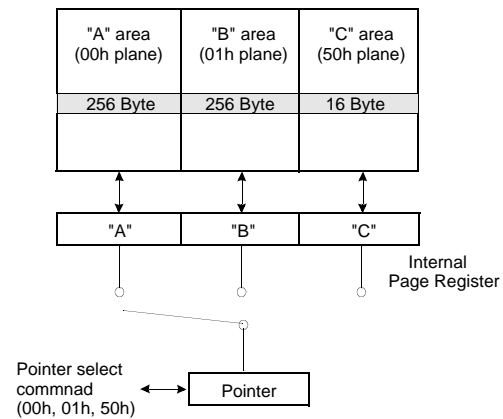 "A" area
(00h plane)
"B" area
(01h plane)
"C" area
(50h plane)
256 Byte
256 Byte
16 Byte
"A"
"B"
"C"
Internal
Page Register
Pointer select
commnad
(00h, 01h, 50h)
Pointer